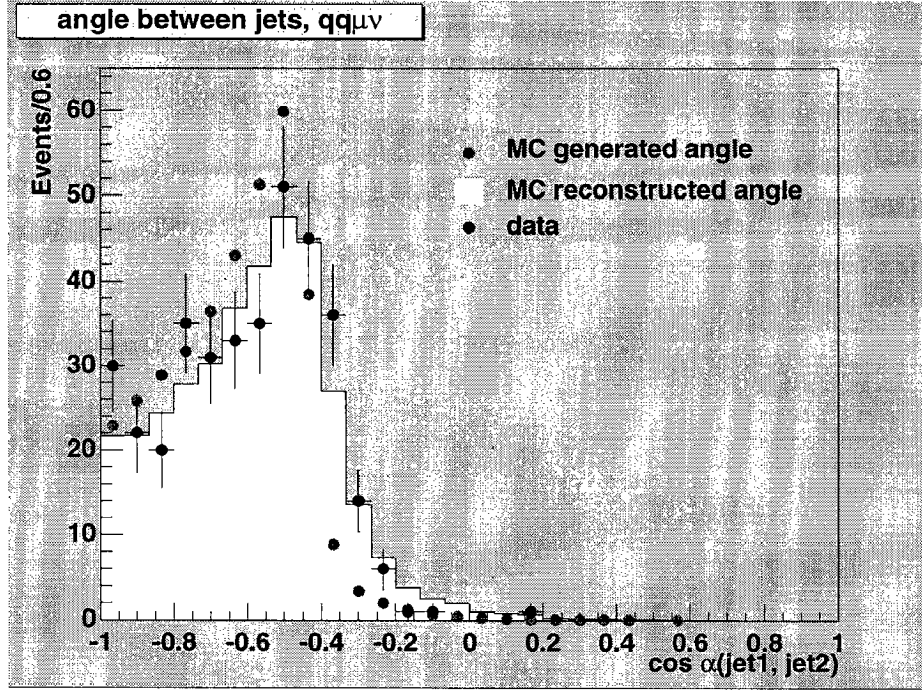 angle between jets, qqμν
Events/0.6
60
50
40
30
20
10
0
MC generated angle
MC reconstructed angle
data
-1 -0.8 -0.6 -0.4 -0.2 0 0.2 0.4 0.6 0.8 1
cos α(jet1, jet2)